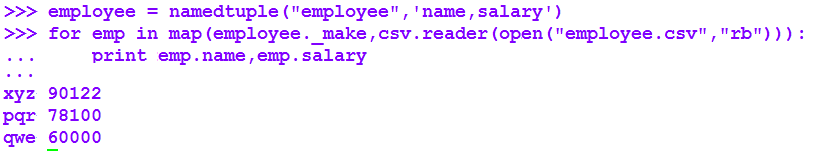 >>> employee = namedtuple("employee",'name,salary')
>>> for emp in map(employee._make,csv.reader(open("employee.csv","rb"))):
...     print emp.name,emp.salary
...
xyz 90122
pqr 78100
qwe 60000